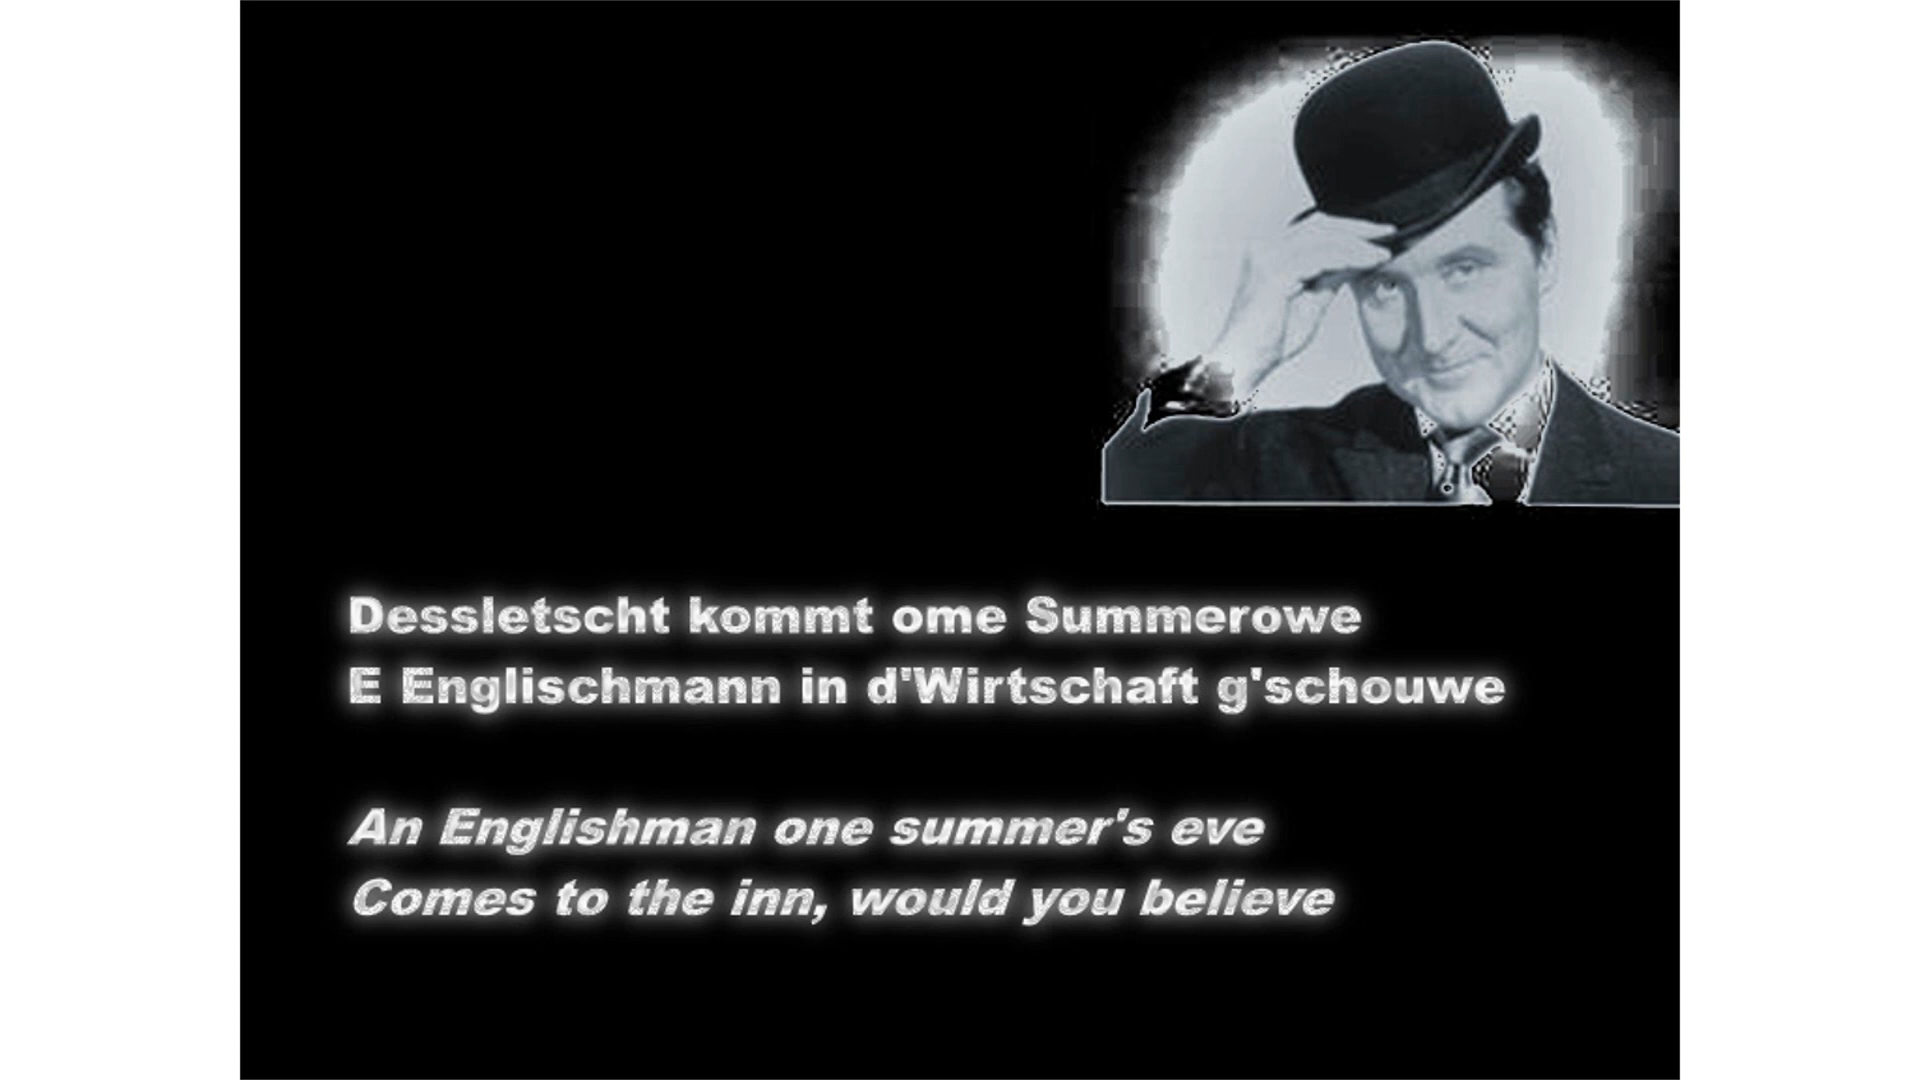 Dessletscht kommt ome Summerowe
E Englischmann in d'Wirtschaft g'schouwe
An Englishman one summer's eve
Comes to the inn, would you believe